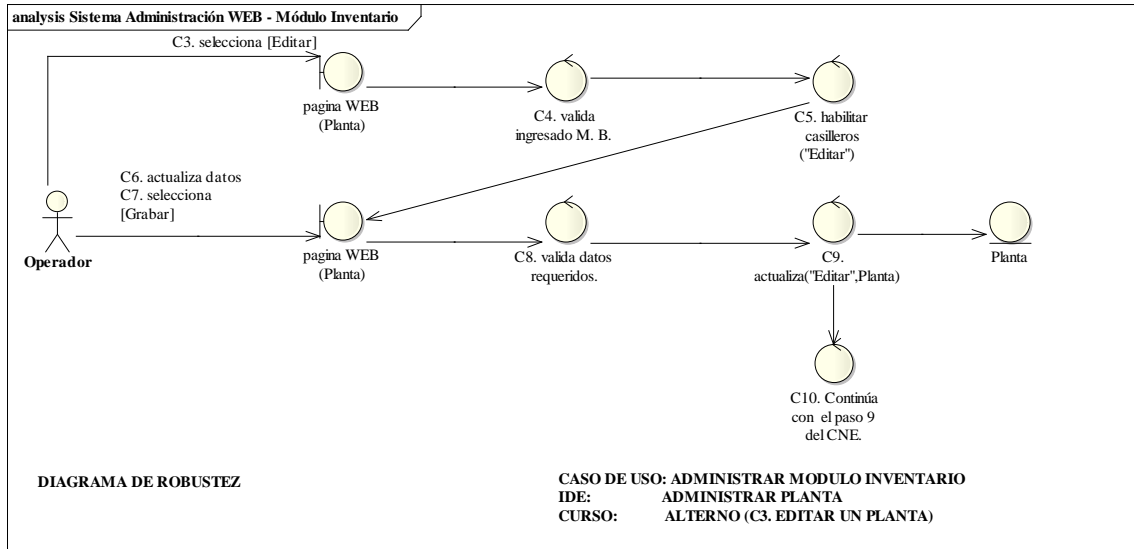 analysis Sistema Administración WEB - Módulo Inventario
C3. selecciona [Editar]
pagina WEB
(Planta)
C4. valida
ingresado M. B.
C5. habilitar
casilleros
("Editar")
C6. actualiza datos
C7. selecciona
[Grabar]
Operador
pagina WEB
(Planta)
C8. valida datos
requeridos.
C9.
actualiza("Editar",Planta)
Planta
C10. Continúa
con el paso 9
del CNE.
DIAGRAMA DE ROBUSTEZ
CASO DE USO: ADMINISTRAR MODULO INVENTARIO
IDE: ADMINISTRAR PLANTA
CURSO: ALTERNO (C3. EDITAR UN PLANTA)